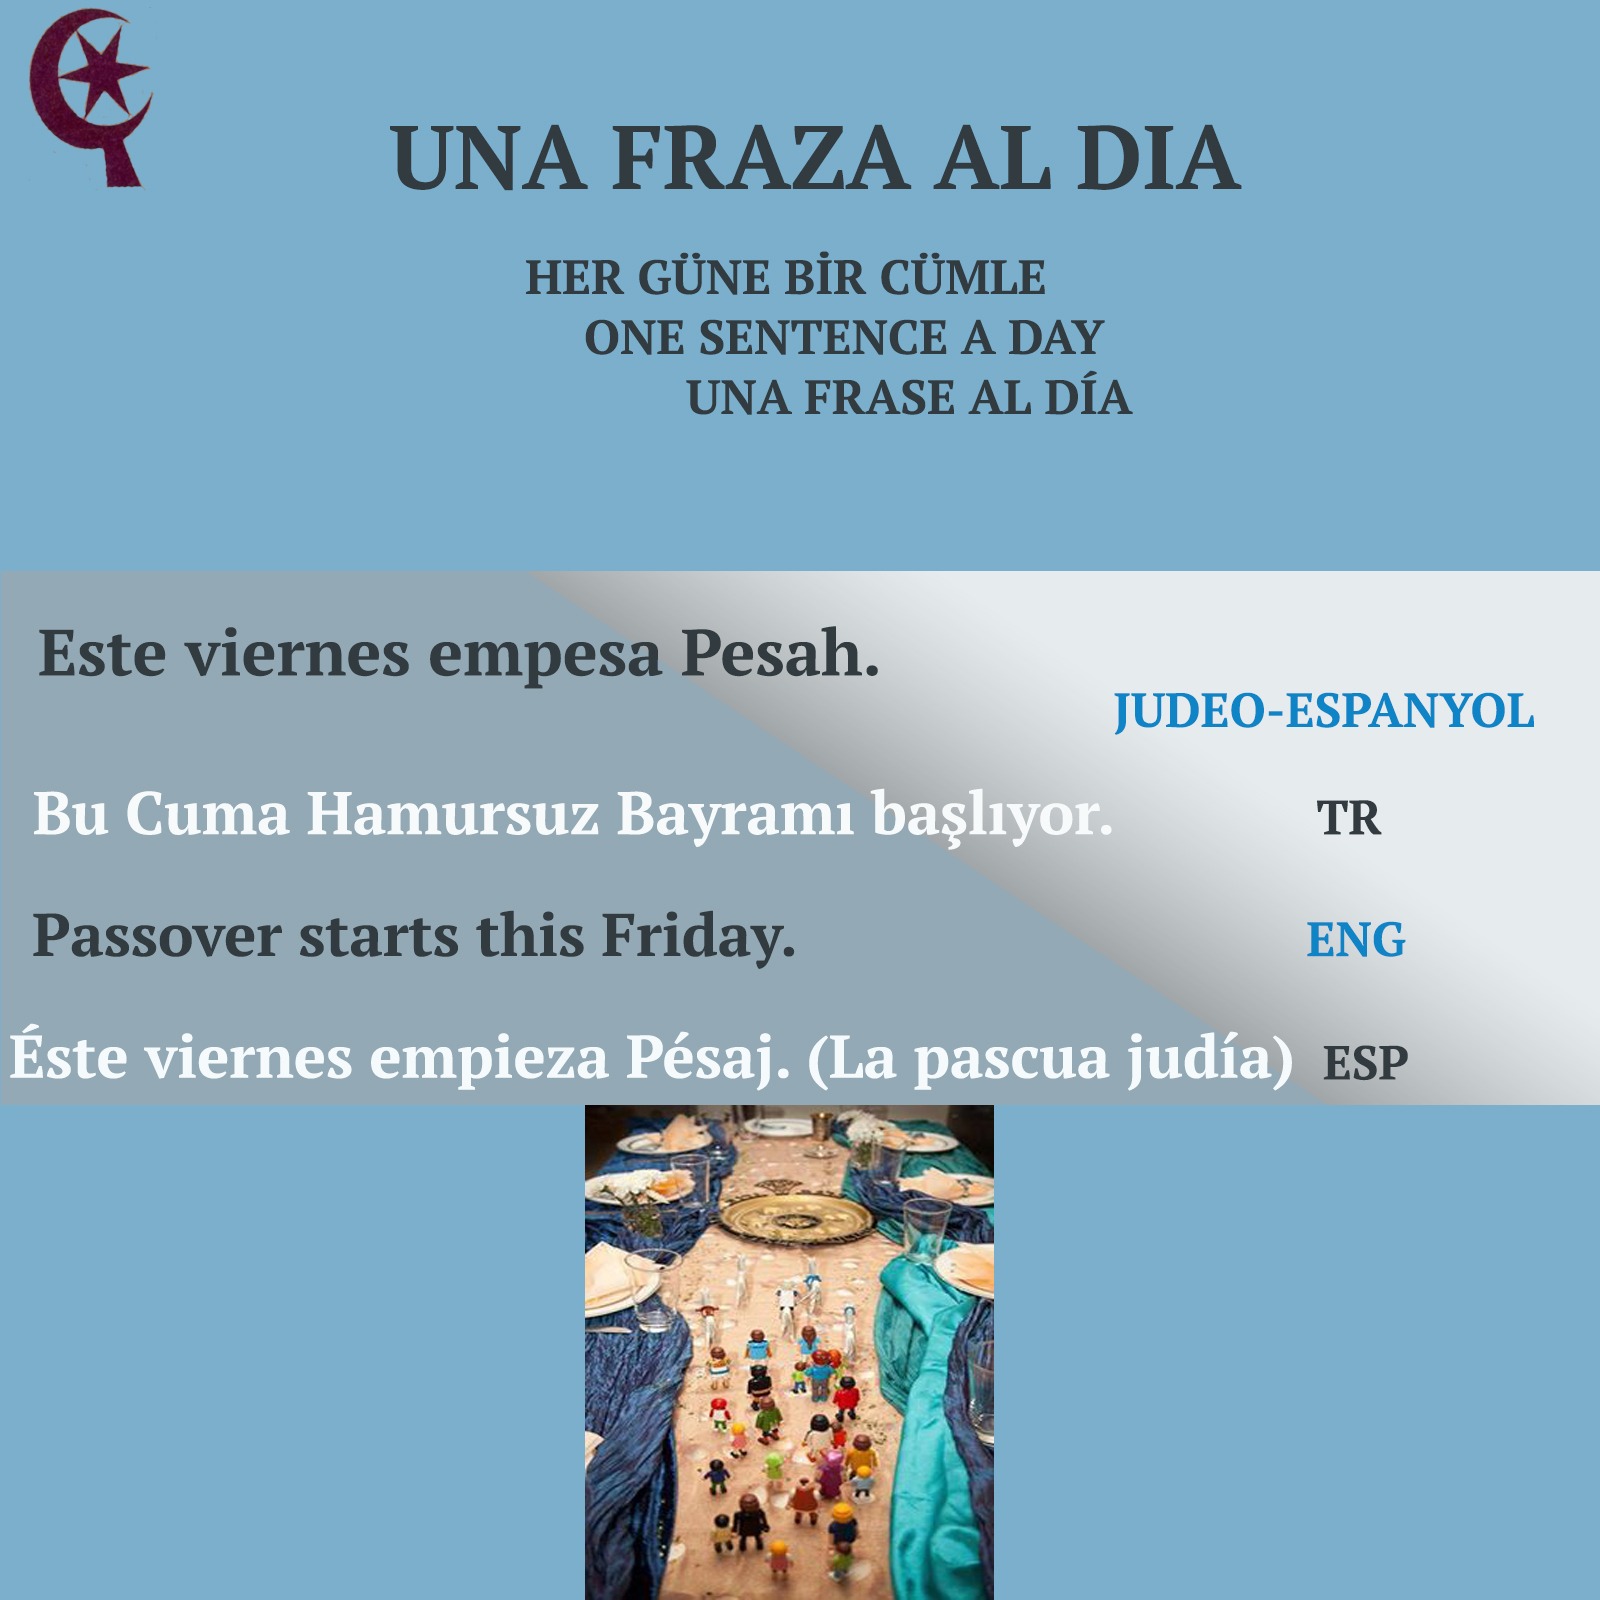 UNA FRAZA AL DIA
HER GÜNE BİR CÜMLE
ONE SENTENCE A DAY
UNA FRASE AL DÍA
Este viernes empesa Pesah.
JUDEO-ESPANYOL
Bu Cuma Hamursuz Bayramı başlıyor. TR
Passover starts this Friday. ENG
Éste viernes empieza Pésaj. (La pascua judía) ESP